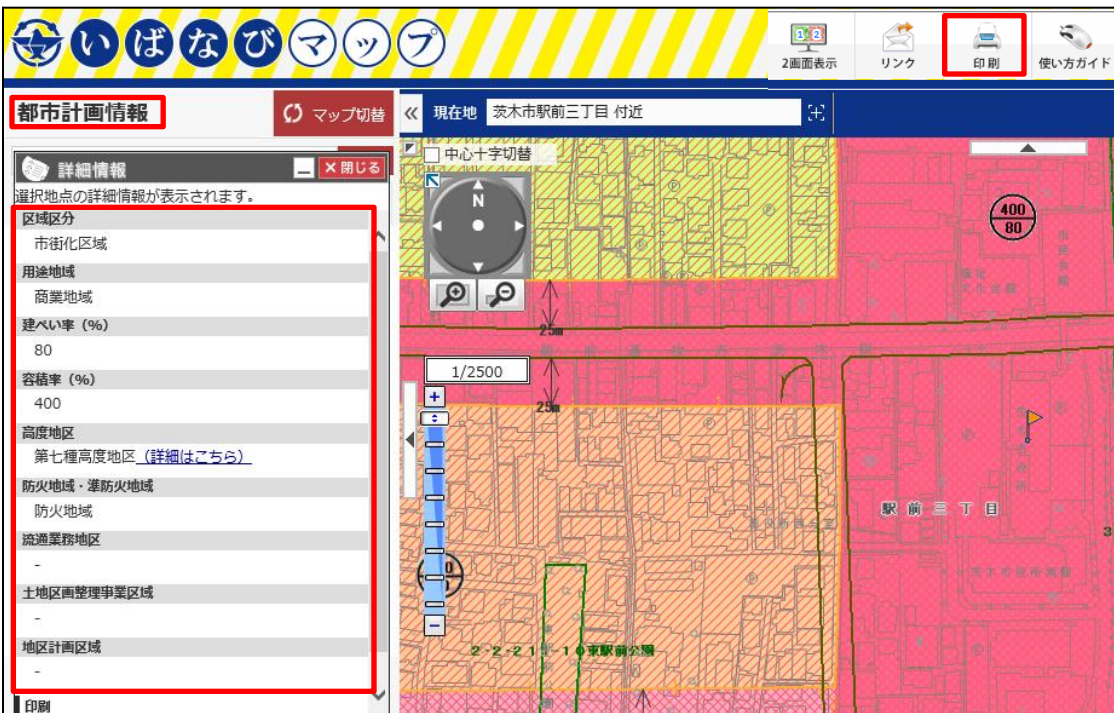 いばなびマップ
2画面表示
リンク
印刷
使い方ガイド
都市計画情報
マップ切替
現在地
茨木市駅前三丁目 付近
詳細情報
閉じる
選択地点の詳細情報が表示されます。
区域区分
市街化区域
用途地域
商業地域
建ぺい率（%）
80
容積率（%）
400
高度地区
第七種高度地区（詳細はこちら）
防火地域・準防火地域
防火地域
流通業務地区
-
土地区画整理事業区域
-
地区計画区域
-
印刷
中心十字切替
N
1/2500
25m
25m
400
80
駅前三丁目
東駅前公園